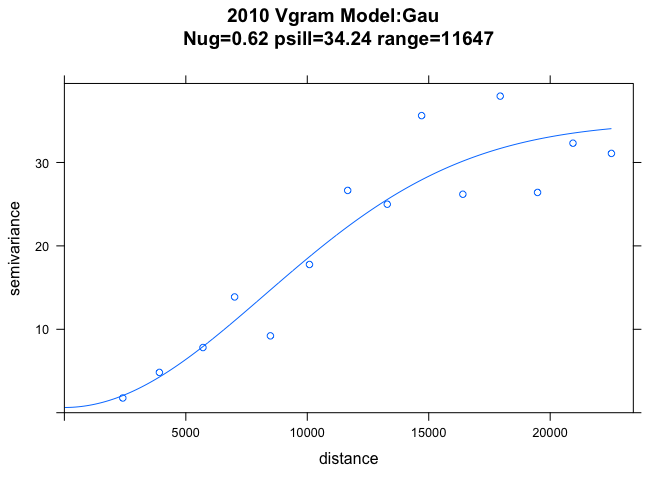 2010 Vgram Model:Gau
Nug=0.62 psill=34.24 range=11647
semivariance
30
20
10
5000 10000 15000 20000
distance